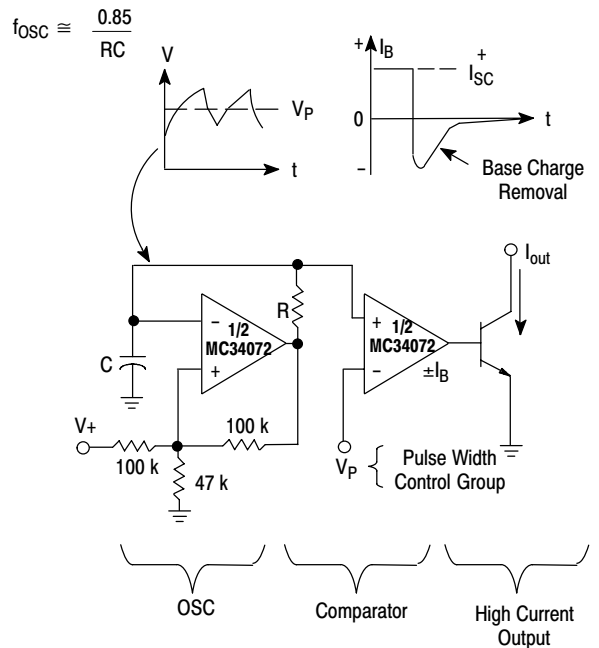 fOSC ≅ 0.85
RC
V
VP
t
+ IB
+
ISC
0
t
−
Base Charge
Removal
Iout
R
−
1/2
MC34072
+
C
+
1/2
MC34072
−
±IB
V+
100 k
100 k
47 k
VP
Pulse Width
Control Group
OSC
Comparator
High Current
Output